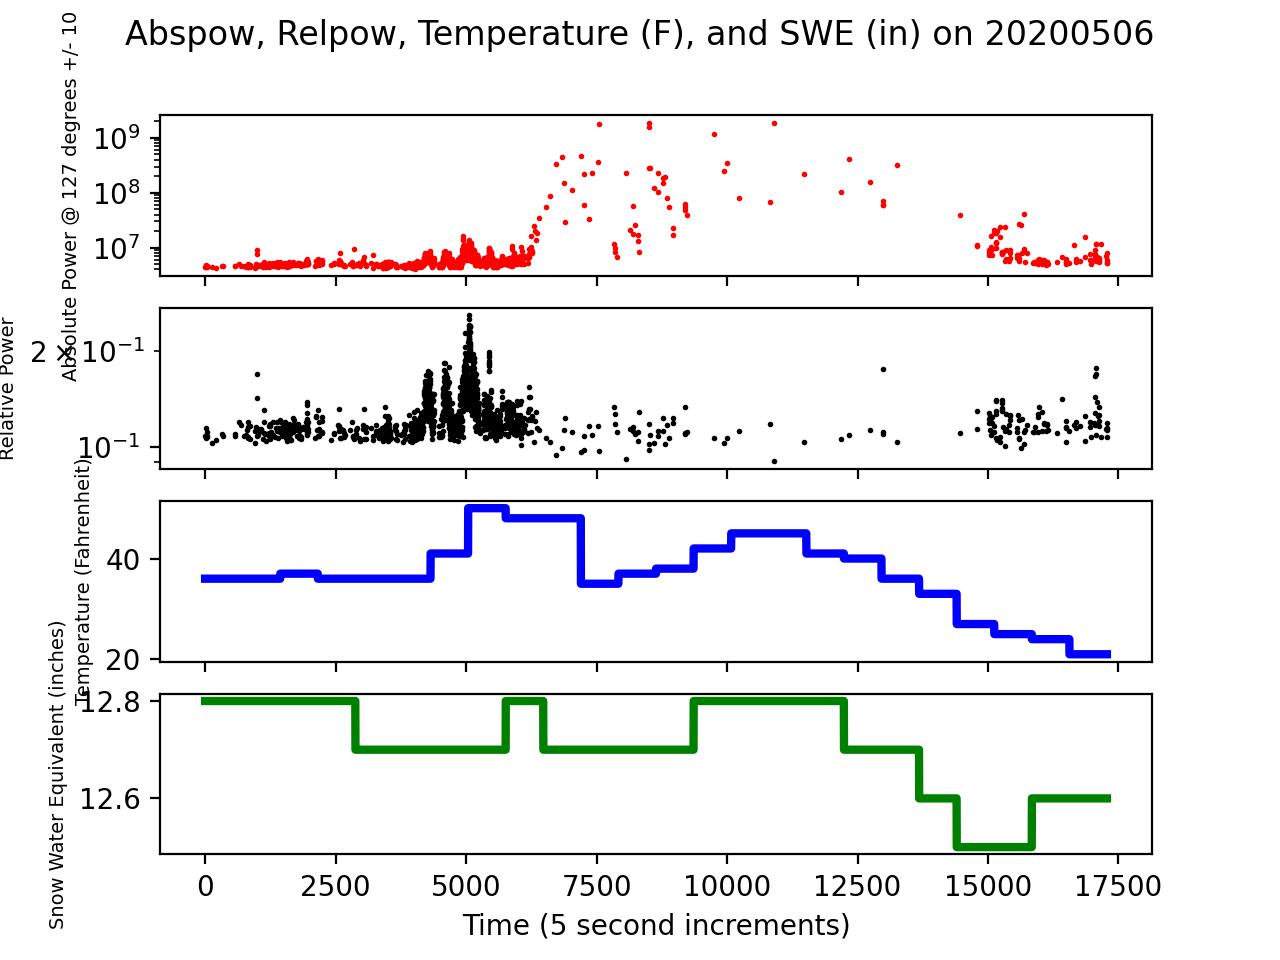 Abspow, Relpow, Temperature (F), and SWE (in) on 20200506
Absolute Power @ 127 degrees +/- 10
10⁹
10⁸
10⁷
Relative Power
2 × 10⁻¹
10⁻¹
Temperature (Fahrenheit)
40
20
Snow Water Equivalent (inches)
12.8
12.6
0 2500 5000 7500 10000 12500 15000 17500
Time (5 second increments)